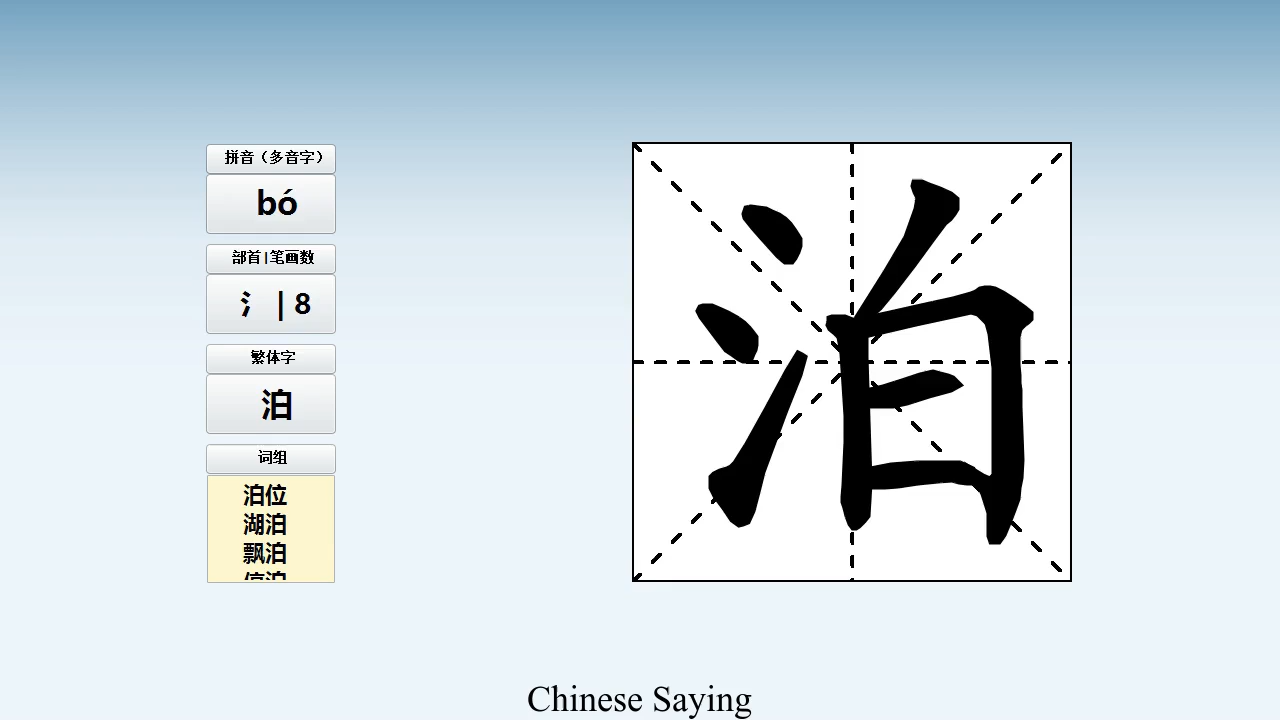 拼音（多音字）
bó
部首|笔画数
氵 | 8
繁体字
泊
词组
泊位
湖泊
飘泊
泊
Chinese Saying